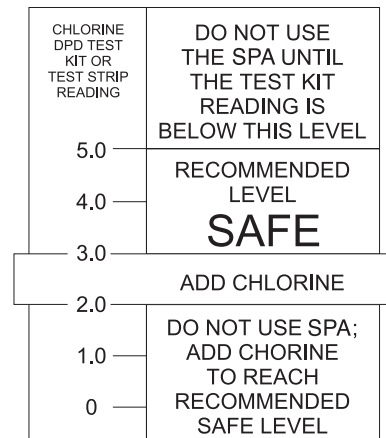 CHLORINE
DPD TEST
KIT OR
TEST STRIP
READING
DO NOT USE
THE SPA UNTIL
THE TEST KIT
READING IS
BELOW THIS LEVEL
5.0
RECOMMENDED
LEVEL
4.0
SAFE
3.0
ADD CHLORINE
2.0
DO NOT USE SPA;
ADD CHORINE
1.0
TO REACH
RECOMMENDED
0
SAFE LEVEL